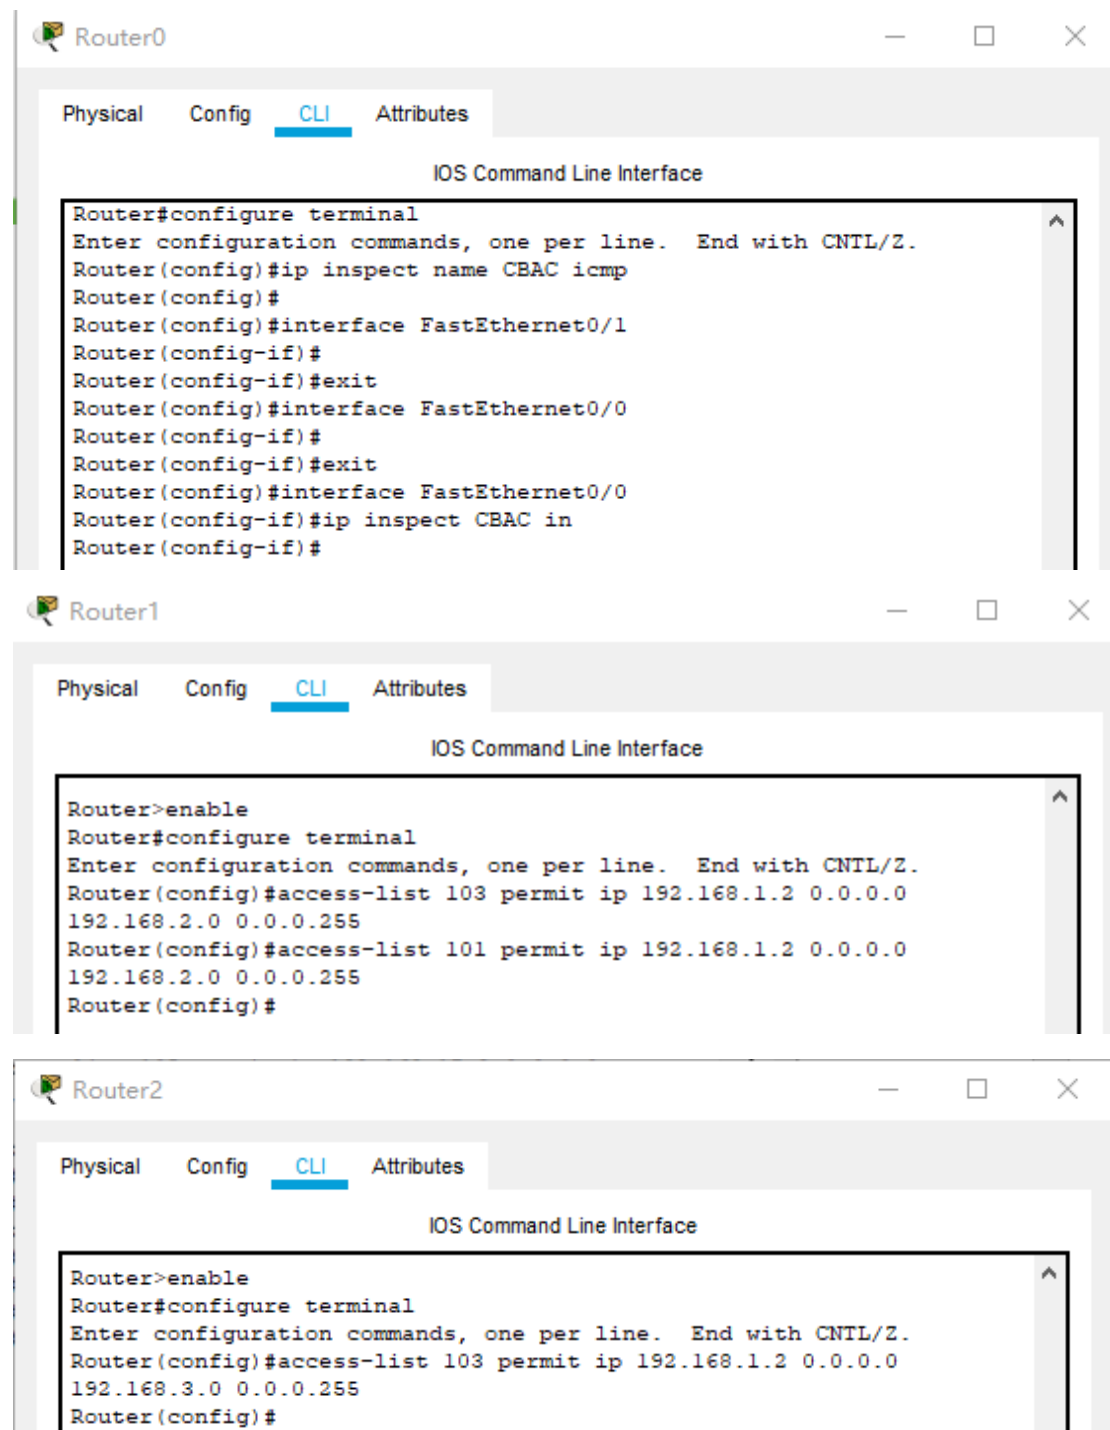 Router0
Physical Config CLI Attributes
IOS Command Line Interface
Router#configure terminal
Enter configuration commands, one per line.  End with CNTL/Z.
Router(config)#ip inspect name CBAC icmp
Router(config)#
Router(config)#interface FastEthernet0/1
Router(config-if)#
Router(config-if)#exit
Router(config)#interface FastEthernet0/0
Router(config-if)#
Router(config-if)#exit
Router(config)#interface FastEthernet0/0
Router(config-if)#ip inspect CBAC in
Router(config-if)#
Router1
Physical Config CLI Attributes
IOS Command Line Interface
Router>enable
Router#configure terminal
Enter configuration commands, one per line.  End with CNTL/Z.
Router(config)#access-list 103 permit ip 192.168.1.2 0.0.0.0
192.168.2.0 0.0.0.255
Router(config)#access-list 101 permit ip 192.168.1.2 0.0.0.0
192.168.2.0 0.0.0.255
Router(config)#
Router2
Physical Config CLI Attributes
IOS Command Line Interface
Router>enable
Router#configure terminal
Enter configuration commands, one per line.  End with CNTL/Z.
Router(config)#access-list 103 permit ip 192.168.1.2 0.0.0.0
192.168.3.0 0.0.0.255
Router(config)#